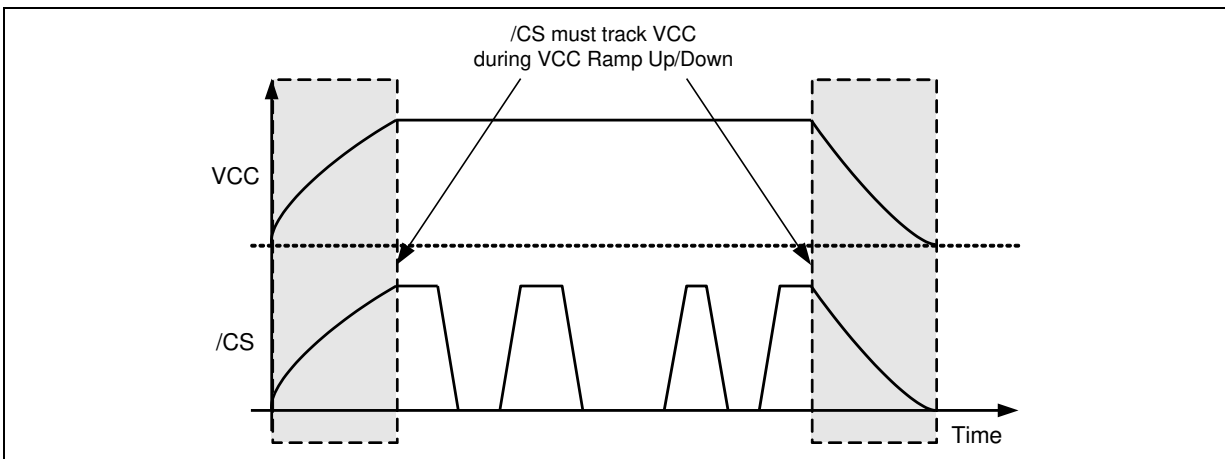 /CS must track VCC
during VCC Ramp Up/Down
VCC
/CS
Time